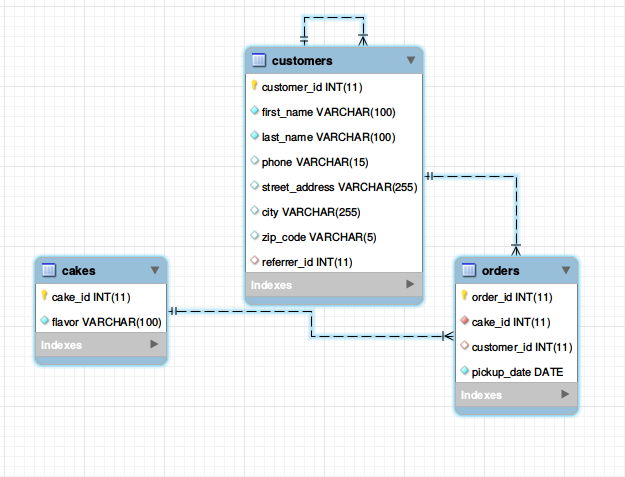 customers
customer_id INT(11)
first_name VARCHAR(100)
last_name VARCHAR(100)
phone VARCHAR(15)
street_address VARCHAR(255)
city VARCHAR(255)
zip_code VARCHAR(5)
referrer_id INT(11)
Indexes
cakes
cake_id INT(11)
flavor VARCHAR(100)
Indexes
orders
order_id INT(11)
cake_id INT(11)
customer_id INT(11)
pickup_date DATE
Indexes